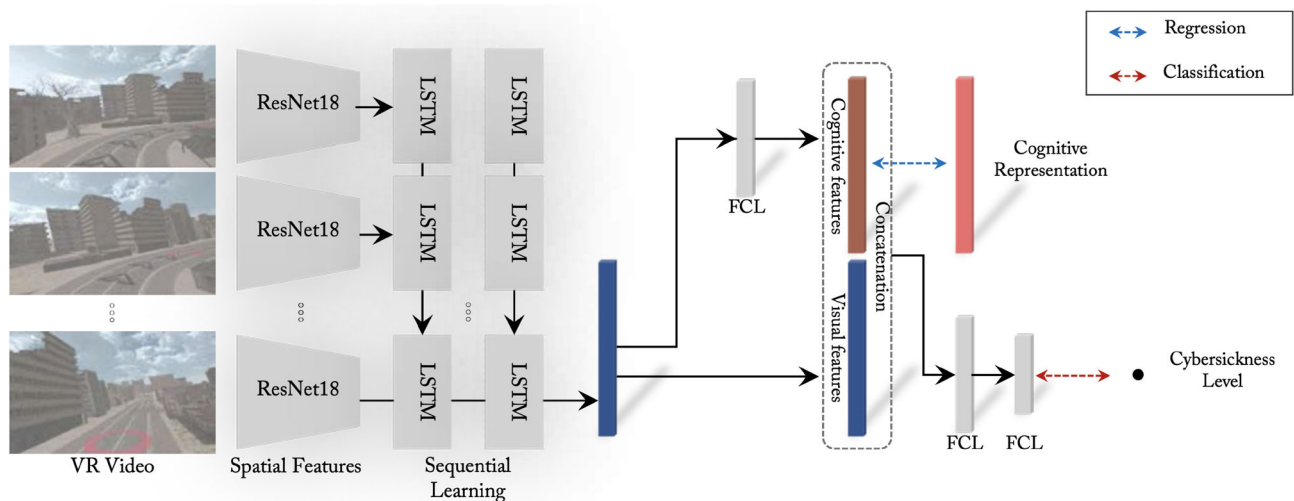 Regression
Classification
ResNet18
LSTM
LSTM
ResNet18
LSTM
LSTM
ResNet18
LSTM
LSTM
VR Video
Spatial Features
Sequential
Learning
FCL
Cognitive features
Visual features
Concatenation
Cognitive
Representation
FCL
FCL
Cybersickness
Level